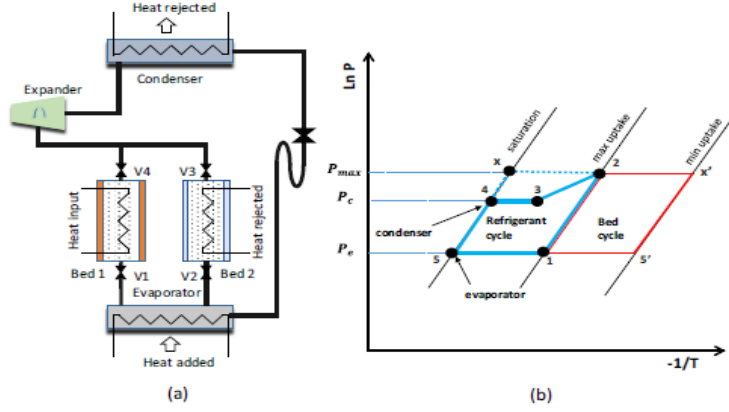 Heat rejected
Condenser
Expander
V4
V3
Heat input
Heat rejected
Bed 1
V1
V2
Bed 2
Evaporator
Heat added
(a)
Ln P
P_max
P_c
P_e
x
saturation
max uptake
min uptake
2
x'
4
3
condenser
Refrigerant
cycle
Bed
cycle
5
1
5'
evaporator
-1/T
(b)